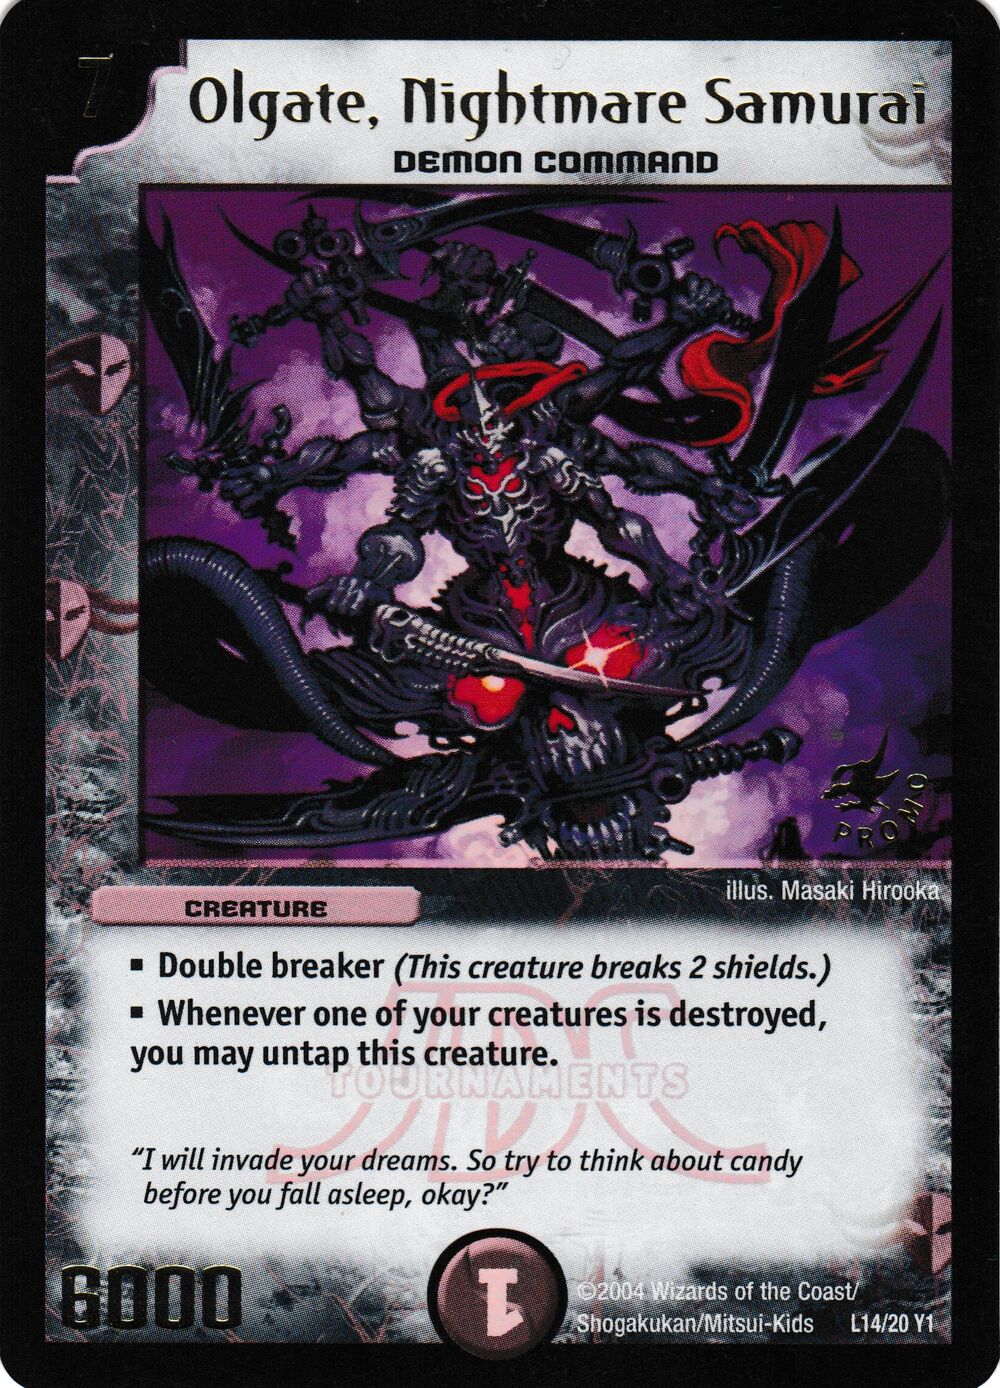 7
Olgate, Nightmare Samurai
DEMON COMMAND
PROMO
illus. Masaki Hirooka
CREATURE
▪ Double breaker (This creature breaks 2 shields.)
▪ Whenever one of your creatures is destroyed,
you may untap this creature.
JDC
TOURNAMENTS
“I will invade your dreams. So try to think about candy
before you fall asleep, okay?”
6000
1
©2004 Wizards of the Coast/
Shogakukan/Mitsui-Kids L14/20 Y1